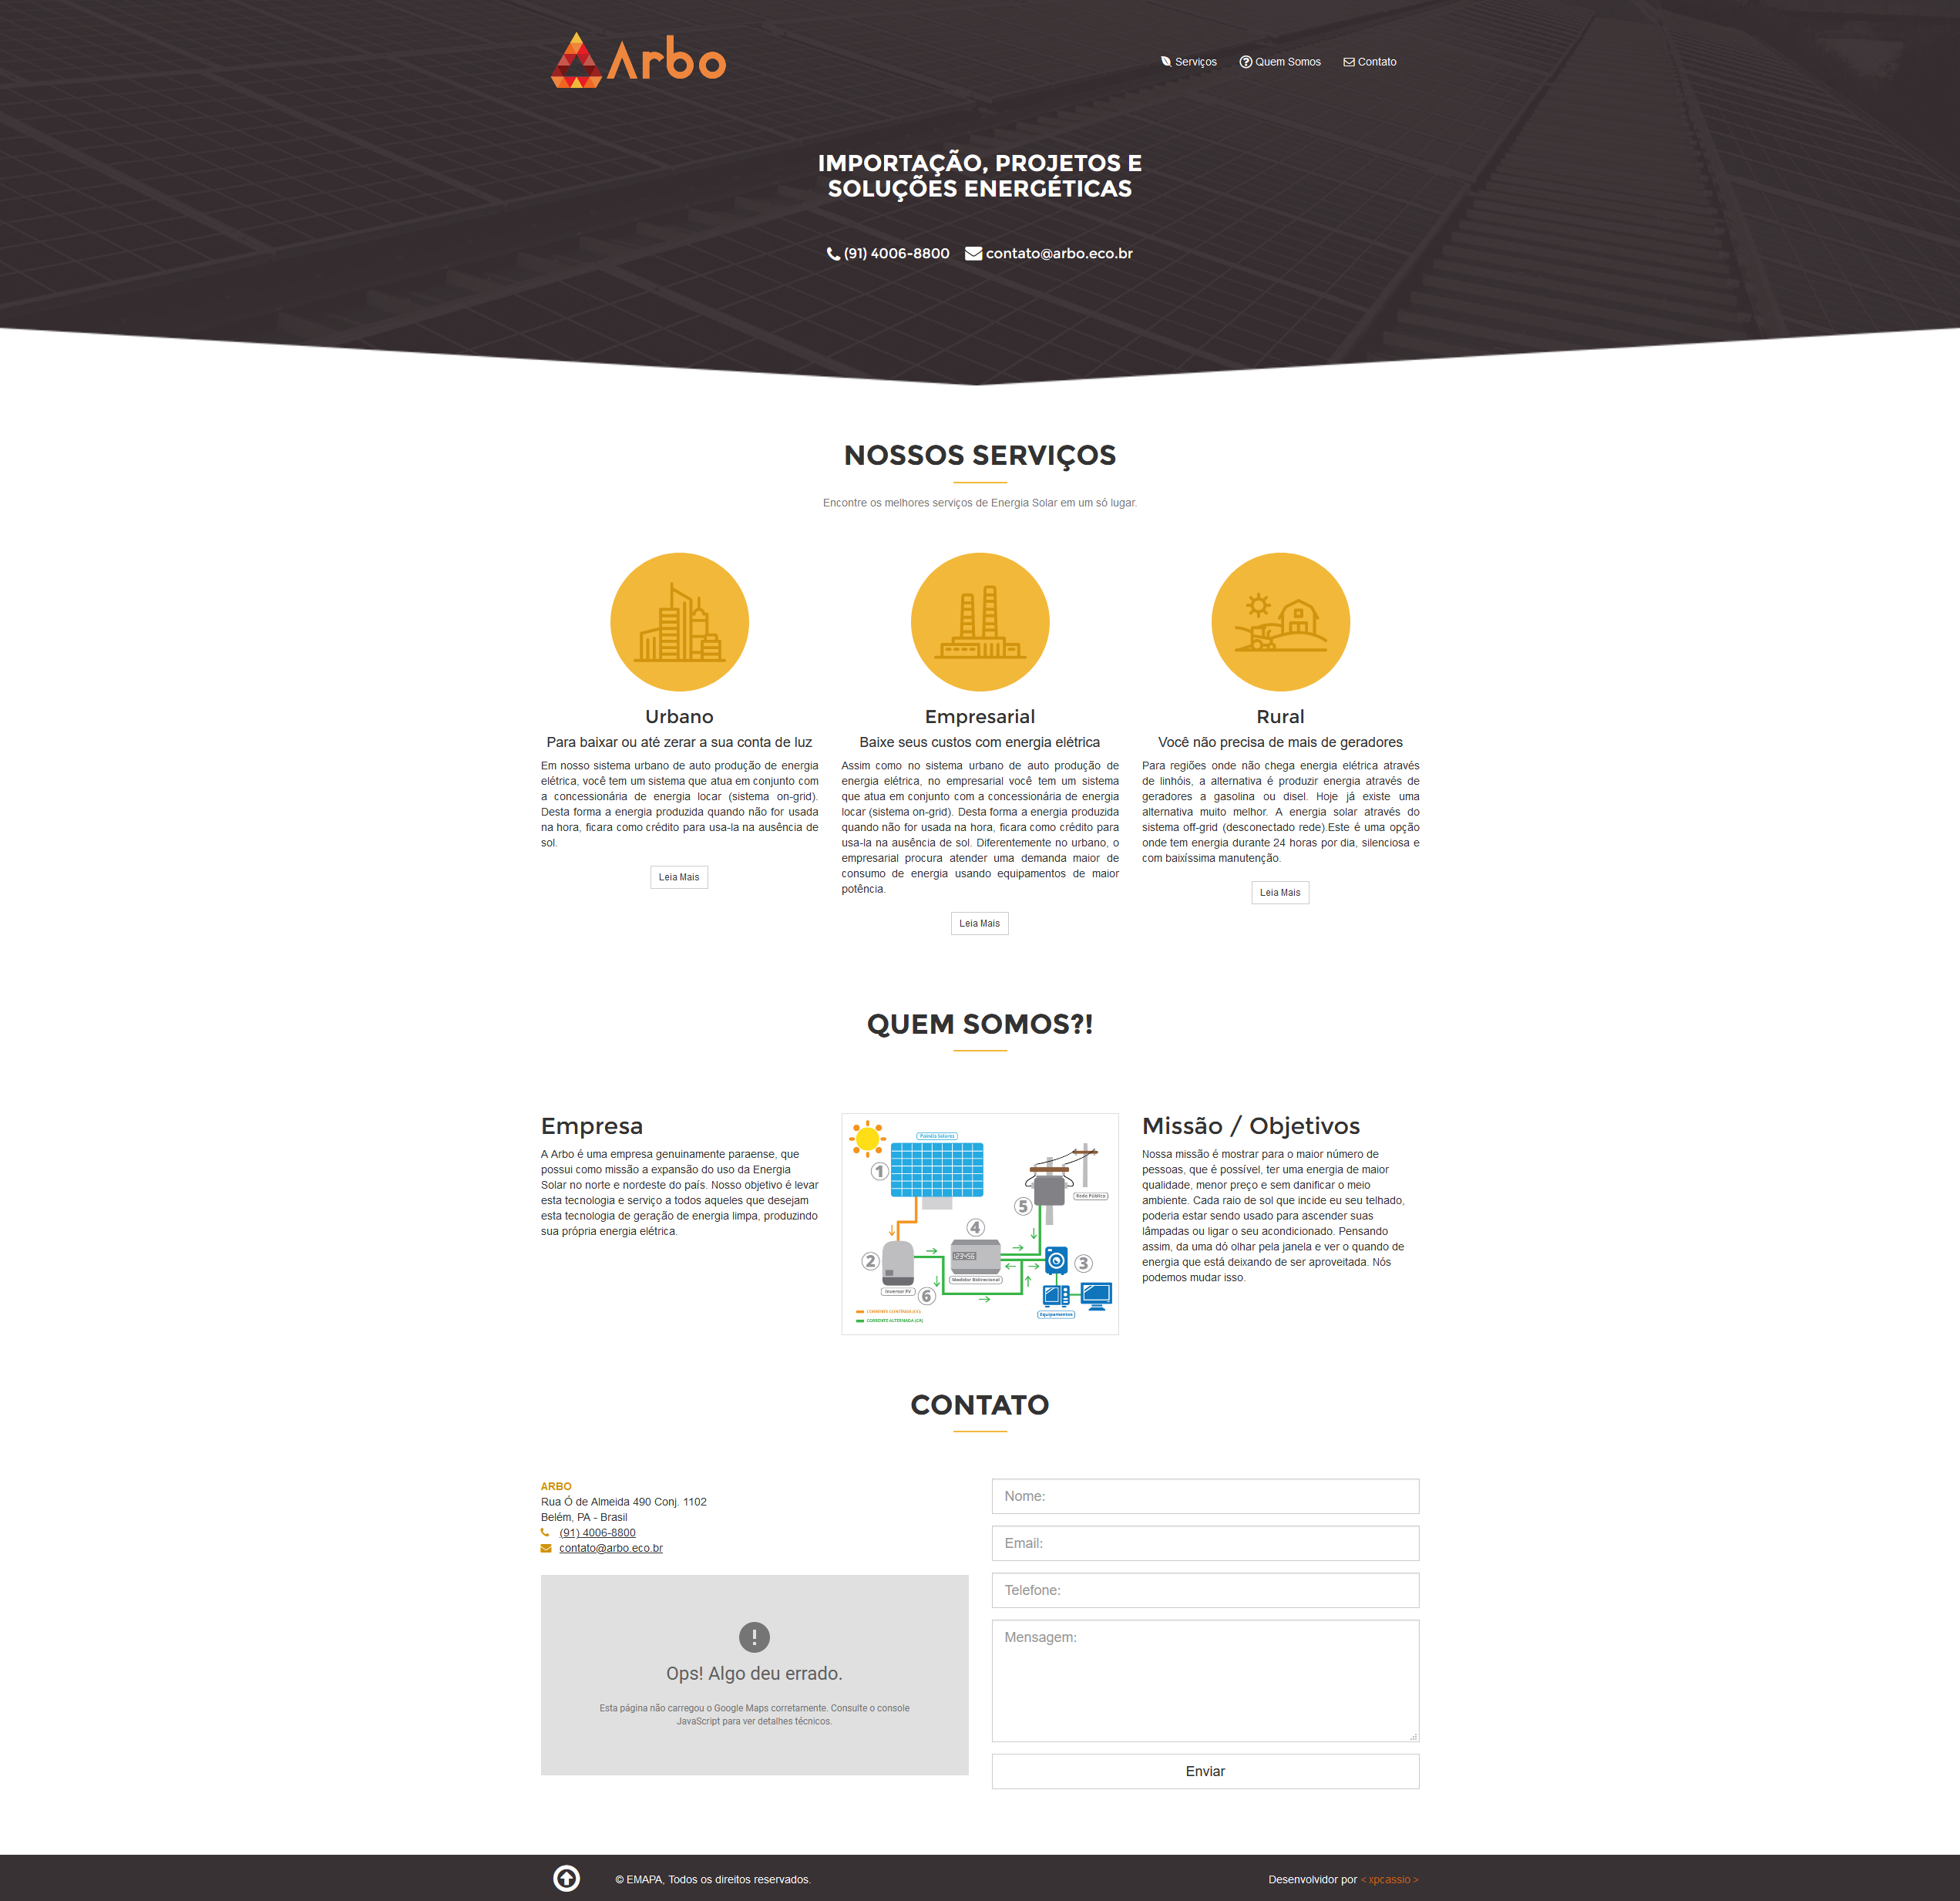 Arbo
Serviços
Quem Somos
Contato
IMPORTAÇÃO, PROJETOS E
SOLUÇÕES ENERGÉTICAS
(91) 4006-8800
contato@arbo.eco.br
NOSSOS SERVIÇOS
Encontre os melhores serviços de Energia Solar em um só lugar.
Urbano
Para baixar ou até zerar a sua conta de luz
Em nosso sistema urbano de auto produção de energia
elétrica, você tem um sistema que atua em conjunto com
a concessionária de energia locar (sistema on-grid).
Desta forma a energia produzida quando não for usada
na hora, ficara como crédito para usa-la na ausência de
sol.
Leia Mais
Empresarial
Baixe seus custos com energia elétrica
Assim como no sistema urbano de auto produção de
energia elétrica, no empresarial você tem um sistema
que atua em conjunto com a concessionária de energia
locar (sistema on-grid). Desta forma a energia produzida
quando não for usada na hora, ficara como crédito para
usa-la na ausência de sol. Diferentemente no urbano, o
empresarial procura atender uma demanda maior de
consumo de energia usando equipamentos de maior
potência.
Leia Mais
Rural
Você não precisa de mais de geradores
Para regiões onde não chega energia elétrica através
de linhóis, a alternativa é produzir energia através de
geradores a gasolina ou disel. Hoje já existe uma
alternativa muito melhor. A energia solar através do
sistema off-grid (desconectado rede).Este é uma opção
onde tem energia durante 24 horas por dia, silenciosa e
com baixíssima manutenção.
Leia Mais
QUEM SOMOS?!
Empresa
A Arbo é uma empresa genuinamente paraense, que
possui como missão a expansão do uso da Energia
Solar no norte e nordeste do país. Nosso objetivo é levar
esta tecnologia e serviço a todos aqueles que desejam
esta tecnologia de geração de energia limpa, produzindo
sua própria energia elétrica.
Painéis Solares
1
Rede Pública
5
4
123456
2
3
Medidor Bidirecional
Inversor PV
6
Equipamentos
CORRENTE CONTÍNUA (CC)
CORRENTE ALTERNADA (CA)
Missão / Objetivos
Nossa missão é mostrar para o maior número de
pessoas, que é possível, ter uma energia de maior
qualidade, menor preço e sem danificar o meio
ambiente. Cada raio de sol que incide eu seu telhado,
poderia estar sendo usado para ascender suas
lâmpadas ou ligar o seu acondicionado. Pensando
assim, da uma dó olhar pela janela e ver o quando de
energia que está deixando de ser aproveitada. Nós
podemos mudar isso.
CONTATO
ARBO
Rua Ó de Almeida 490 Conj. 1102
Belém, PA - Brasil
(91) 4006-8800
contato@arbo.eco.br
Ops! Algo deu errado.
Esta página não carregou o Google Maps corretamente. Consulte o console
JavaScript para ver detalhes técnicos.
Nome:
Email:
Telefone:
Mensagem:
Enviar
© EMAPA, Todos os direitos reservados.
Desenvolvidor por < xpcassio >